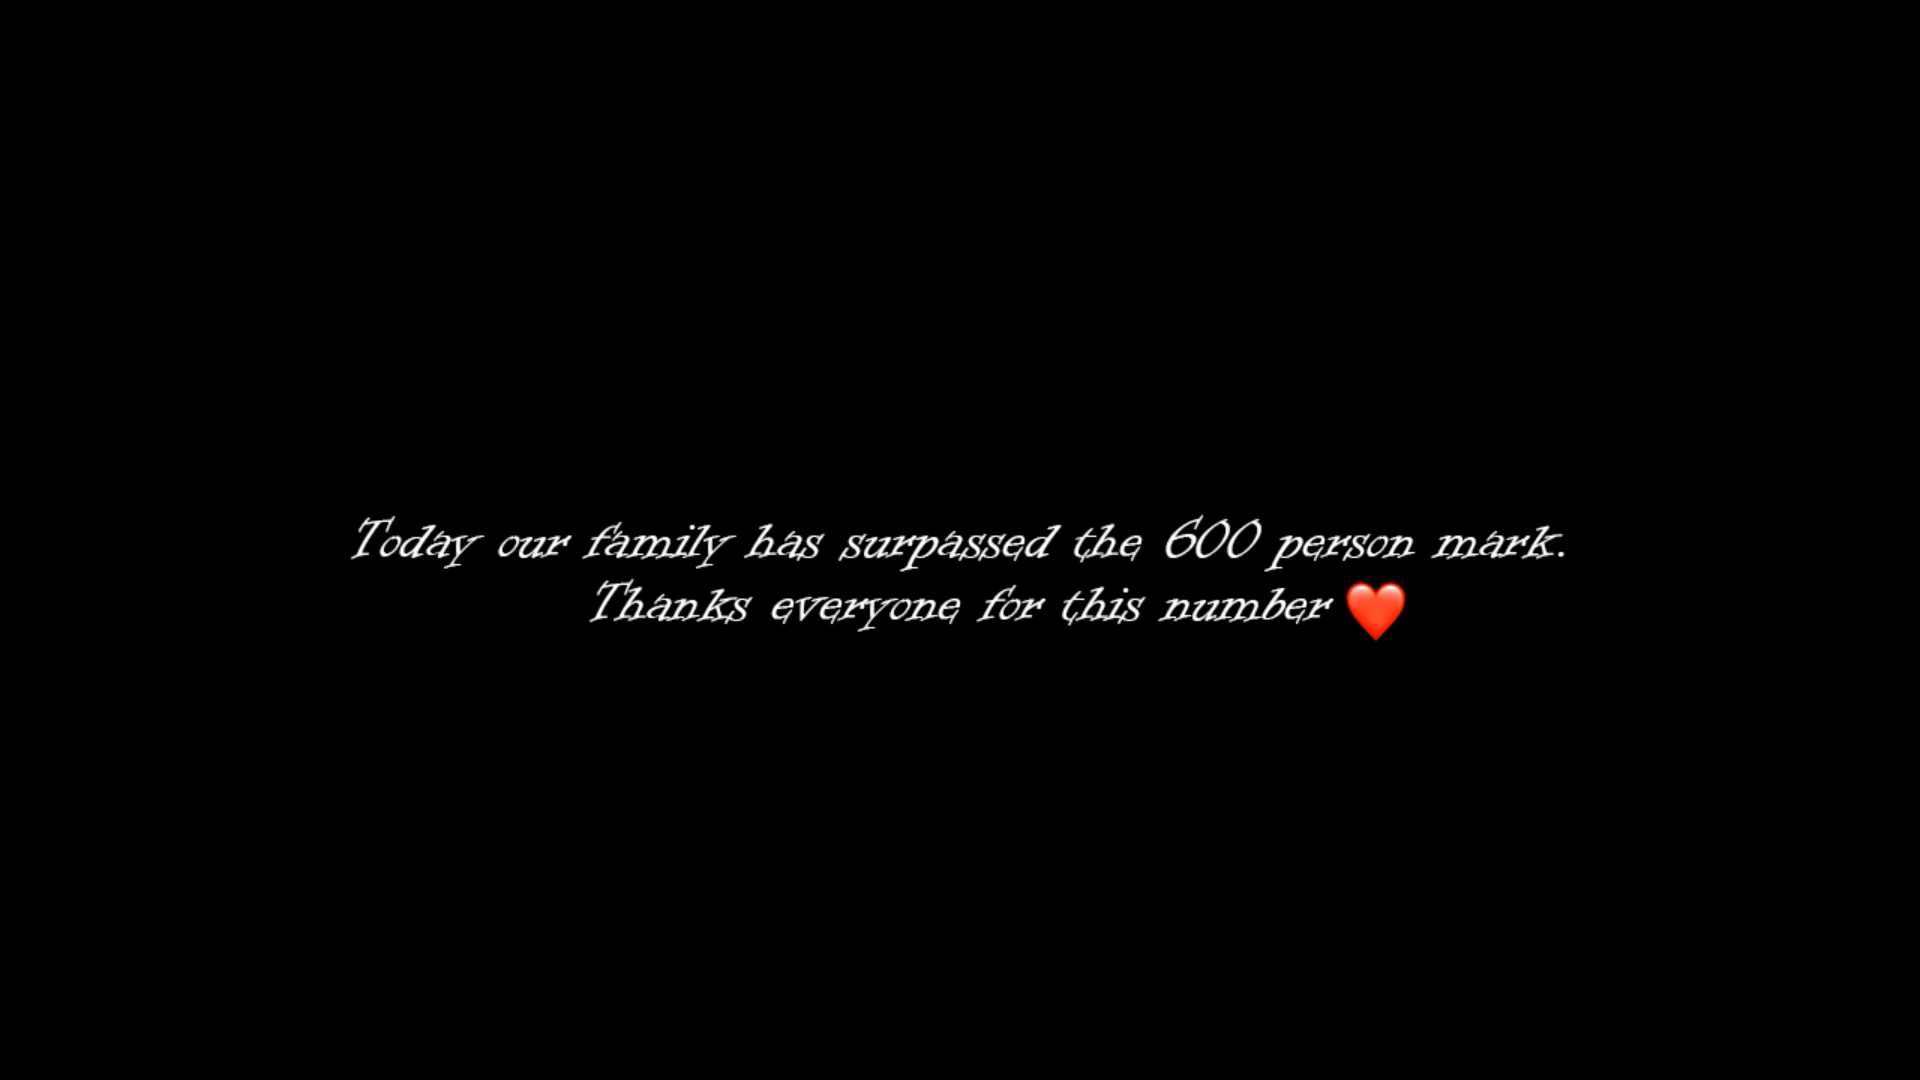 Today our family has surpassed the 600 person mark.
Thanks everyone for this number ❤️